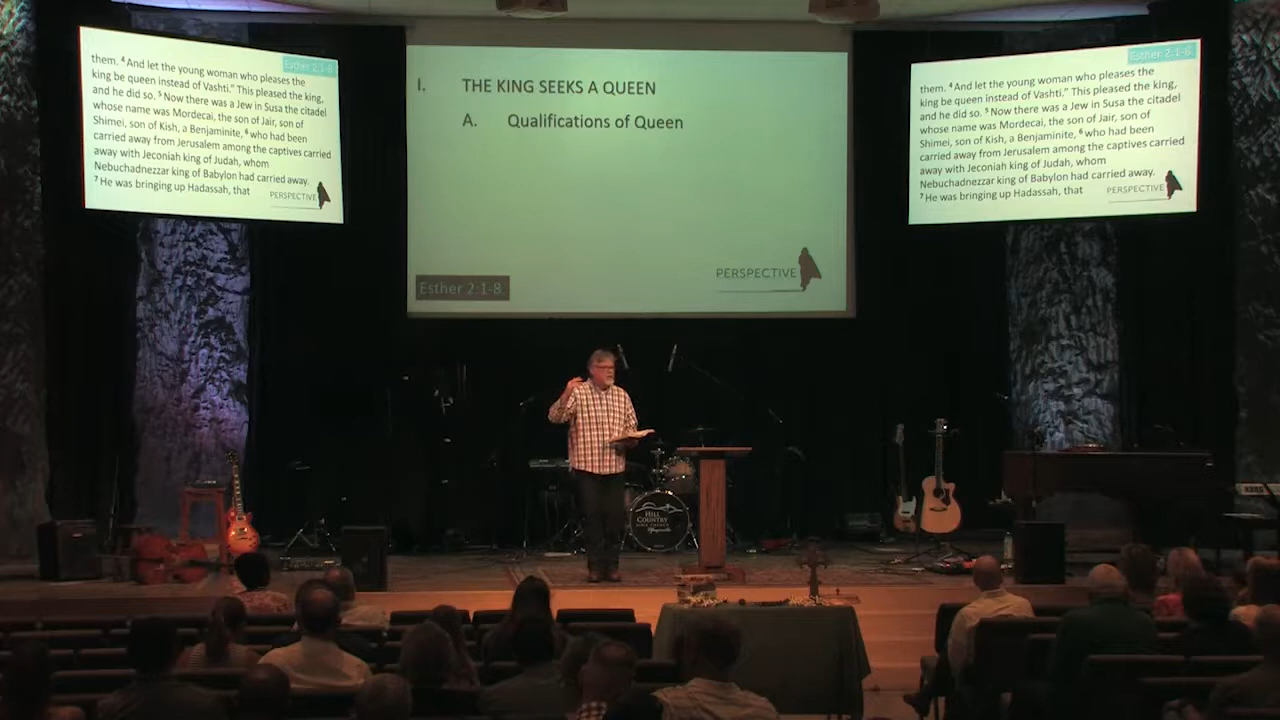 Esther 2:1-8
them. ⁴And let the young woman who pleases the
king be queen instead of Vashti.” This pleased the king,
and he did so. ⁵Now there was a Jew in Susa the citadel
whose name was Mordecai, the son of Jair, son of
Shimei, son of Kish, a Benjaminite, ⁶who had been
carried away from Jerusalem among the captives carried
away with Jeconiah king of Judah, whom
Nebuchadnezzar king of Babylon had carried away.
⁷He was bringing up Hadassah, that
PERSPECTIVE
I. THE KING SEEKS A QUEEN
A. Qualifications of Queen
PERSPECTIVE
Esther 2:1-8
Esther 2:1-8
them. ⁴And let the young woman who pleases the
king be queen instead of Vashti.” This pleased the king,
and he did so. ⁵Now there was a Jew in Susa the citadel
whose name was Mordecai, the son of Jair, son of
Shimei, son of Kish, a Benjaminite, ⁶who had been
carried away from Jerusalem among the captives carried
away with Jeconiah king of Judah, whom
Nebuchadnezzar king of Babylon had carried away.
⁷He was bringing up Hadassah, that
PERSPECTIVE
HILL
COUNTRY
BIBLE CHURCH